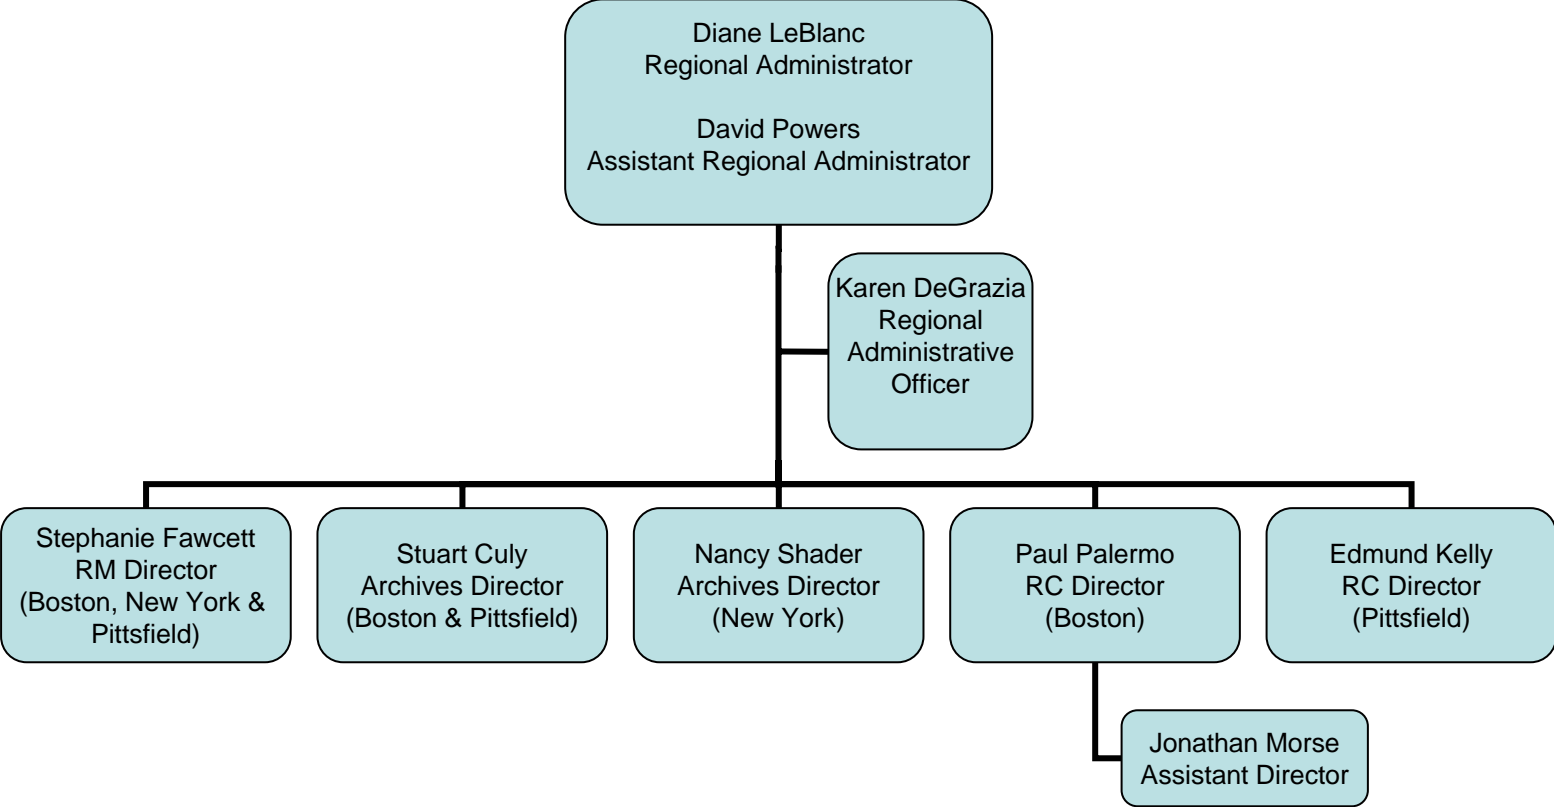 Diane LeBlanc
Regional Administrator
David Powers
Assistant Regional Administrator
Karen DeGrazia
Regional
Administrative
Officer
Stephanie Fawcett
RM Director
(Boston, New York &
Pittsfield)
Stuart Culy
Archives Director
(Boston & Pittsfield)
Nancy Shader
Archives Director
(New York)
Paul Palermo
RC Director
(Boston)
Edmund Kelly
RC Director
(Pittsfield)
Jonathan Morse
Assistant Director